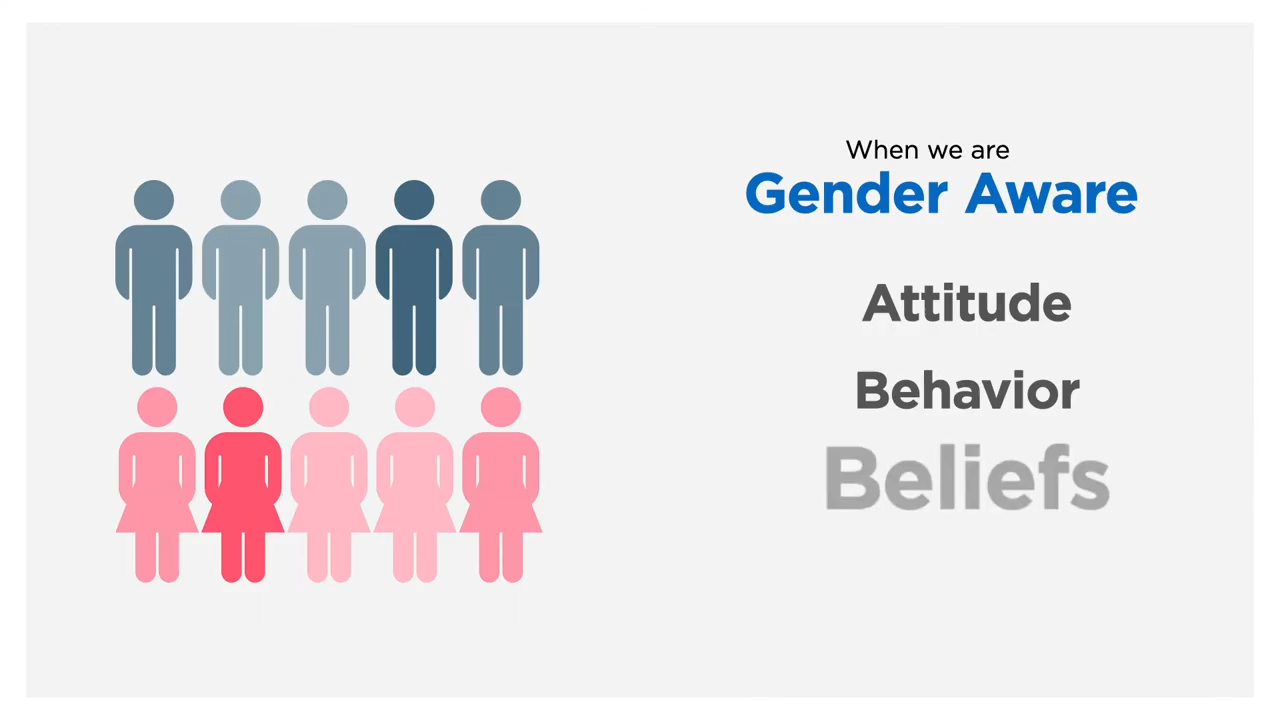 When we are
Gender Aware
Attitude
Behavior
Beliefs